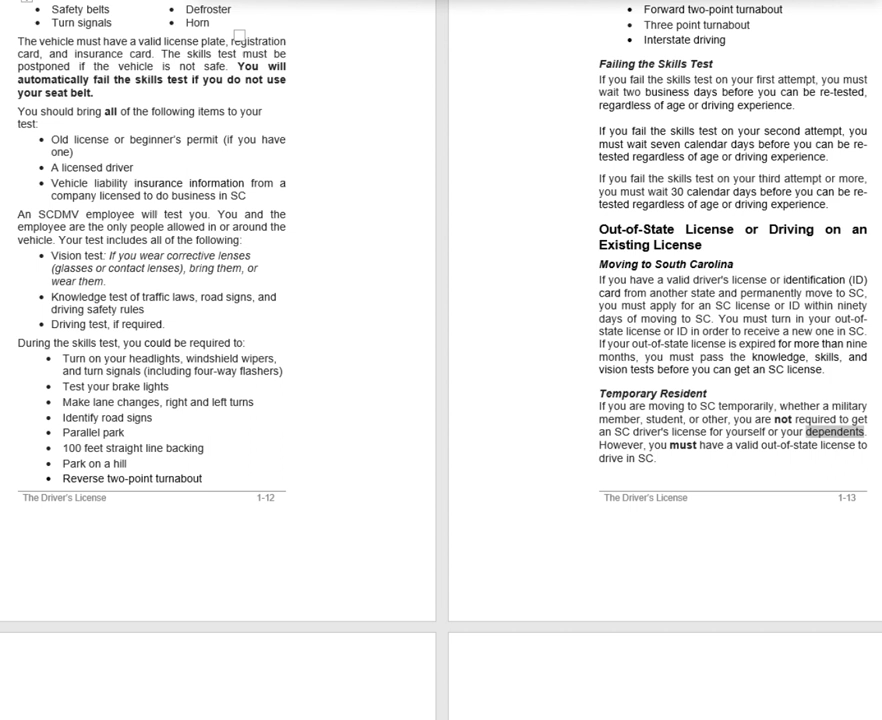 • Safety belts • Defroster
• Turn signals • Horn
The vehicle must have a valid license plate, registration
card, and insurance card. The skills test must be
postponed if the vehicle is not safe. You will
automatically fail the skills test if you do not use
your seat belt.
You should bring all of the following items to your
test:
• Old license or beginner's permit (if you have
one)
• A licensed driver
• Vehicle liability insurance information from a
company licensed to do business in SC
An SCDMV employee will test you. You and the
employee are the only people allowed in or around the
vehicle. Your test includes all of the following:
• Vision test: If you wear corrective lenses
(glasses or contact lenses), bring them, or
wear them.
• Knowledge test of traffic laws, road signs, and
driving safety rules
• Driving test, if required.
During the skills test, you could be required to:
• Turn on your headlights, windshield wipers,
and turn signals (including four-way flashers)
• Test your brake lights
• Make lane changes, right and left turns
• Identify road signs
• Parallel park
• 100 feet straight line backing
• Park on a hill
• Reverse two-point turnabout
The Driver's License 1-12
• Forward two-point turnabout
• Three point turnabout
• Interstate driving
Failing the Skills Test
If you fail the skills test on your first attempt, you must
wait two business days before you can be re-tested,
regardless of age or driving experience.
If you fail the skills test on your second attempt, you
must wait seven calendar days before you can be re-
tested regardless of age or driving experience.
If you fail the skills test on your third attempt or more,
you must wait 30 calendar days before you can be re-
tested regardless of age or driving experience.
Out-of-State License or Driving on an
Existing License
Moving to South Carolina
If you have a valid driver's license or identification (ID)
card from another state and permanently move to SC,
you must apply for an SC license or ID within ninety
days of moving to SC. You must turn in your out-of-
state license or ID in order to receive a new one in SC.
If your out-of-state license is expired for more than nine
months, you must pass the knowledge, skills, and
vision tests before you can get an SC license.
Temporary Resident
If you are moving to SC temporarily, whether a military
member, student, or other, you are not required to get
an SC driver's license for yourself or your dependents.
However, you must have a valid out-of-state license to
drive in SC.
The Driver's License 1-13